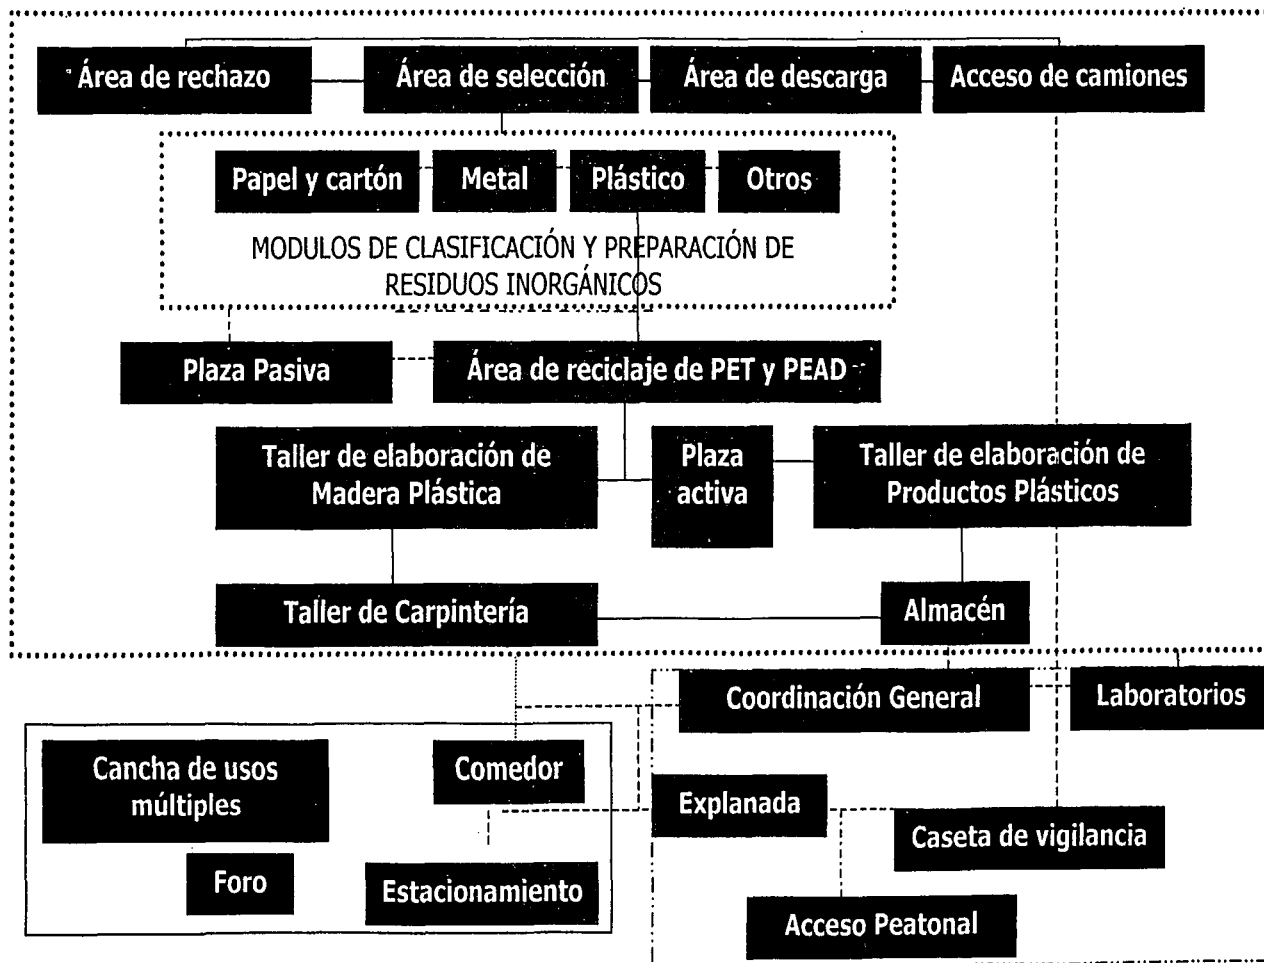 Área de rechazo
Área de selección
Área de descarga
Acceso de camiones
Papel y cartón
Metal
Plástico
Otros
MODULOS DE CLASIFICACIÓN Y PREPARACIÓN DE
RESIDUOS INORGÁNICOS
Plaza Pasiva
Área de reciclaje de PET y PEAD
Taller de elaboración de
Madera Plástica
Plaza
activa
Taller de elaboración de
Productos Plásticos
Taller de Carpintería
Almacén
Coordinación General
Laboratorios
Cancha de usos
múltiples
Comedor
Explanada
Caseta de vigilancia
Foro
Estacionamiento
Acceso Peatonal